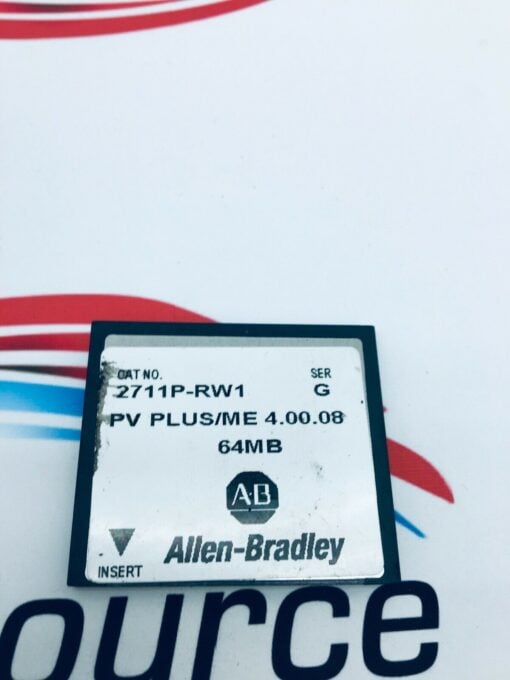 CAT NO. SER
2711P-RW1 G
PV PLUS/ME 4.00.08
64MB
AB
Allen-Bradley
INSERT
ource